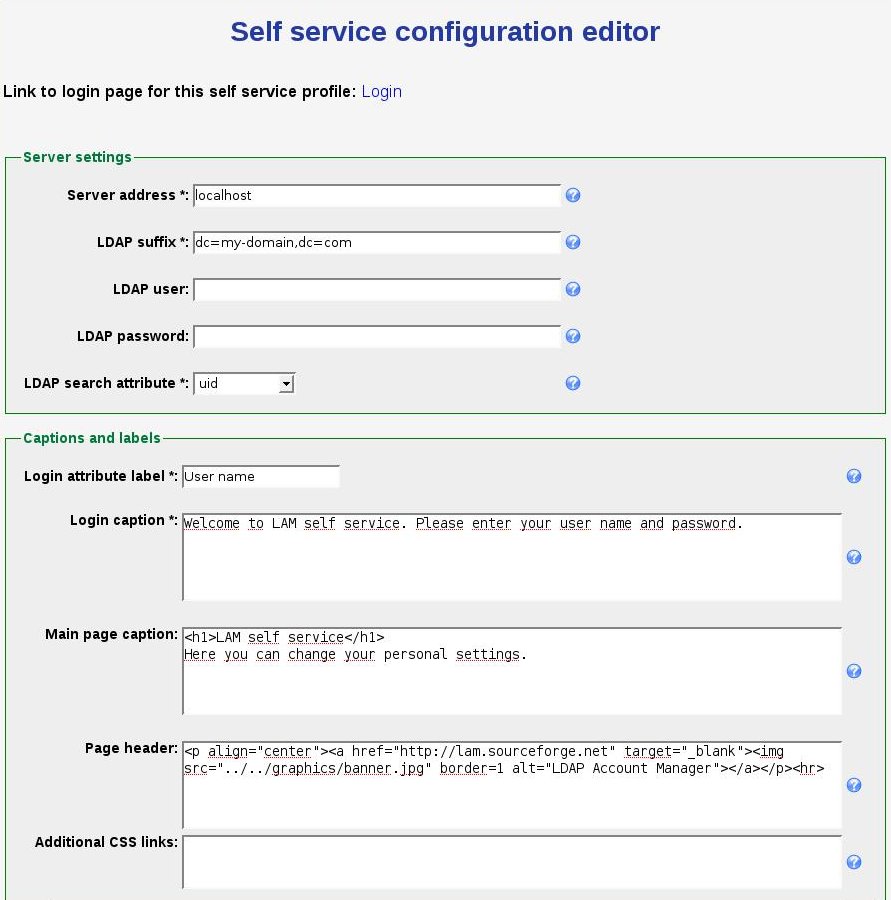 Self service configuration editor
Link to login page for this self service profile: Login
Server settings
Server address *: localhost
LDAP suffix *: dc=my-domain,dc=com
LDAP user:
LDAP password:
LDAP search attribute *: uid
Captions and labels
Login attribute label *: User name
Login caption *: Welcome to LAM self service. Please enter your user name and password.
Main page caption: <h1>LAM self service</h1>
Here you can change your personal settings.
Page header: <p align="center"><a href="http://lam.sourceforge.net" target="_blank"><img
src="../../graphics/banner.jpg" border=1 alt="LDAP Account Manager"></a></p><hr>
Additional CSS links: